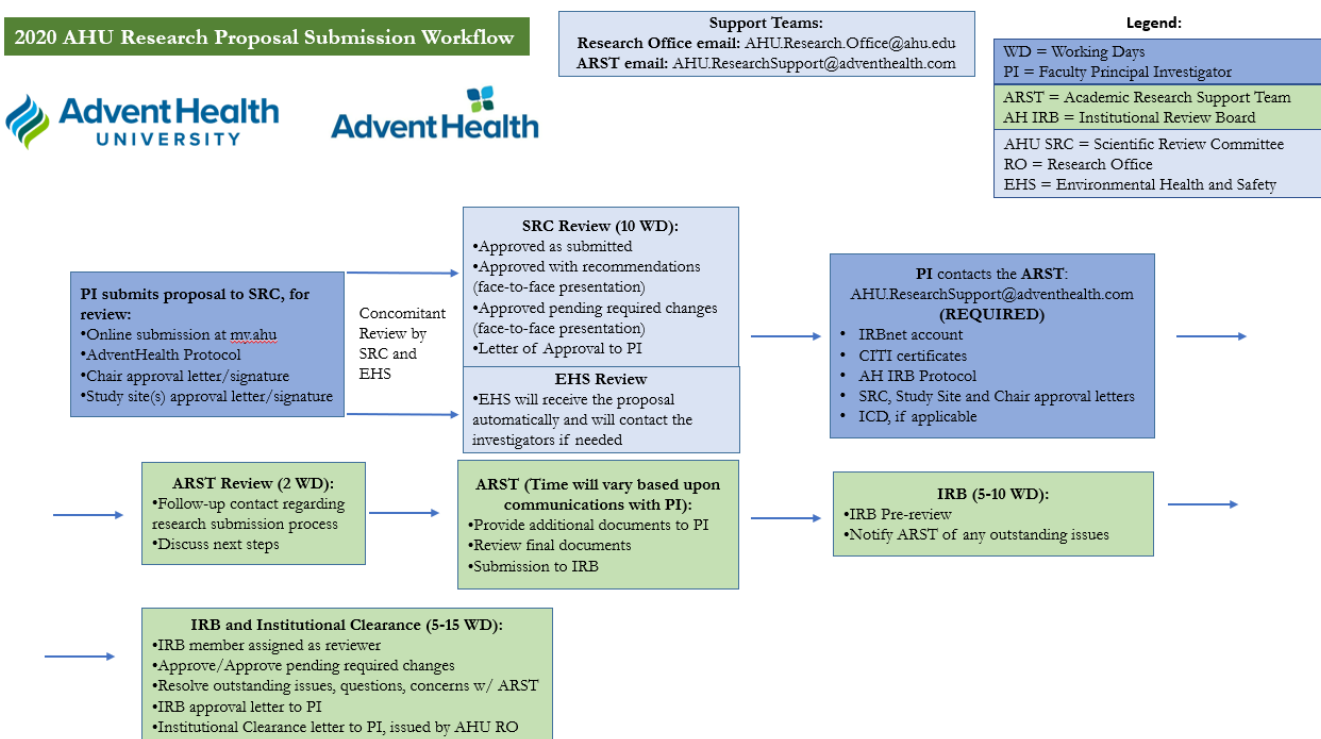 2020 AHU Research Proposal Submission Workflow
Support Teams:
Research Office email: AHU.Research.Office@ahu.edu
ARST email: AHU.ResearchSupport@adventhealth.com
Legend:
WD = Working Days
PI = Faculty Principal Investigator
ARST = Academic Research Support Team
AH IRB = Institutional Review Board
AHU SRC = Scientific Review Committee
RO = Research Office
EHS = Environmental Health and Safety
Advent Health
UNIVERSITY
Advent Health
PI submits proposal to SRC, for
review:
•Online submission at my.ahu
•AdventHealth Protocol
•Chair approval letter/signature
•Study site(s) approval letter/signature
Concomitant
Review by
SRC and
EHS
SRC Review (10 WD):
•Approved as submitted
•Approved with recommendations
(face-to-face presentation)
•Approved pending required changes
(face-to-face presentation)
•Letter of Approval to PI
EHS Review
•EHS will receive the proposal
automatically and will contact the
investigators if needed
PI contacts the ARST:
AHU.ResearchSupport@adventhealth.com
(REQUIRED)
• IRBnet account
• CITI certificates
• AH IRB Protocol
• SRC, Study Site and Chair approval letters
• ICD, if applicable
ARST Review (2 WD):
•Follow-up contact regarding
research submission process
•Discuss next steps
ARST (Time will vary based upon
communications with PI):
•Provide additional documents to PI
•Review final documents
•Submission to IRB
IRB (5-10 WD):
•IRB Pre-review
•Notify ARST of any outstanding issues
IRB and Institutional Clearance (5-15 WD):
•IRB member assigned as reviewer
•Approve/Approve pending required changes
•Resolve outstanding issues, questions, concerns w/ ARST
•IRB approval letter to PI
•Institutional Clearance letter to PI, issued by AHU RO